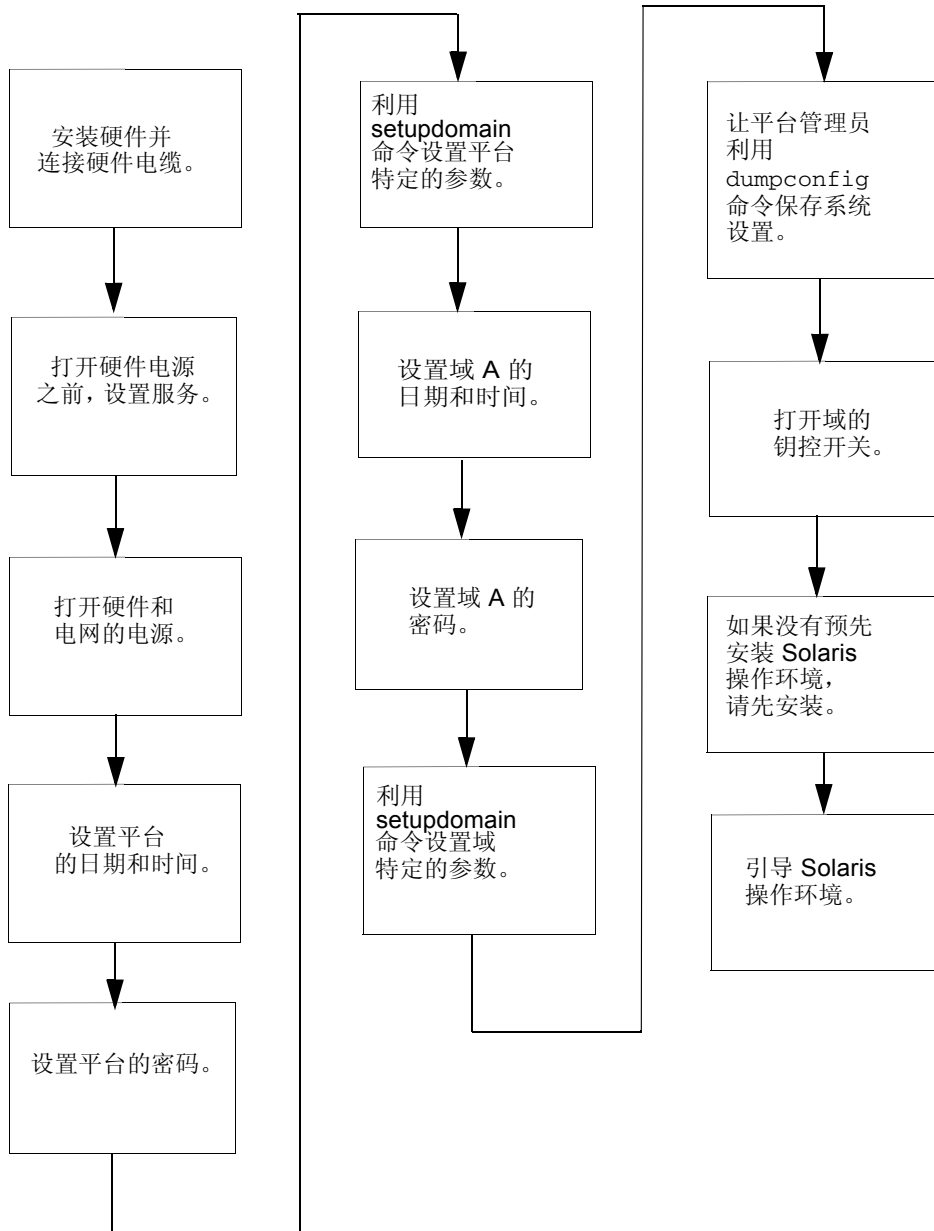 安装硬件并
连接硬件电缆。
打开硬件电源
之前，设置服务。
打开硬件和
电网的电源。
设置平台
的日期和时间。
设置平台的密码。
利用
setupdomain
命令设置平台
特定的参数。
设置域 A 的
日期和时间。
设置域 A 的
密码。
利用
setupdomain
命令设置域
特定的参数。
让平台管理员
利用
dumpconfig
命令保存系统
设置。
打开域的
钥控开关。
如果没有预先
安装 Solaris
操作环境，
请先安装。
引导 Solaris
操作环境。